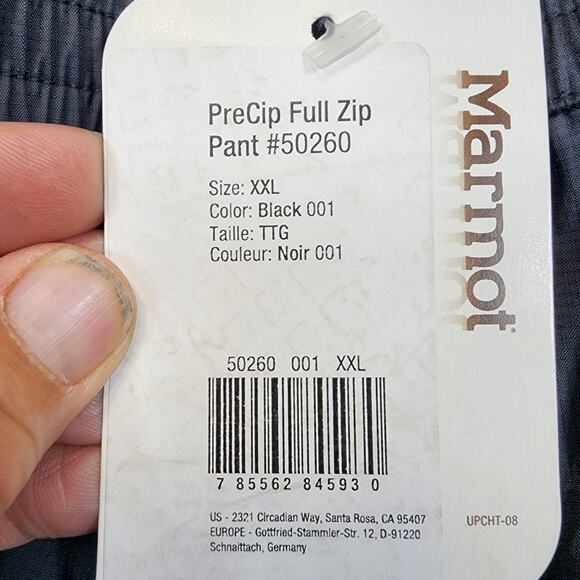 PreCip Full Zip
Pant #50260
Size: XXL
Color: Black 001
Taille: TTG
Couleur: Noir 001
50260 001 XXL
7 85562 84593 0
US - 2321 Circadian Way, Santa Rosa, CA 95407
EUROPE - Gottfried-Stammler-Str. 12, D-91220
Schnaittach, Germany
Marmot
UPCHT-08